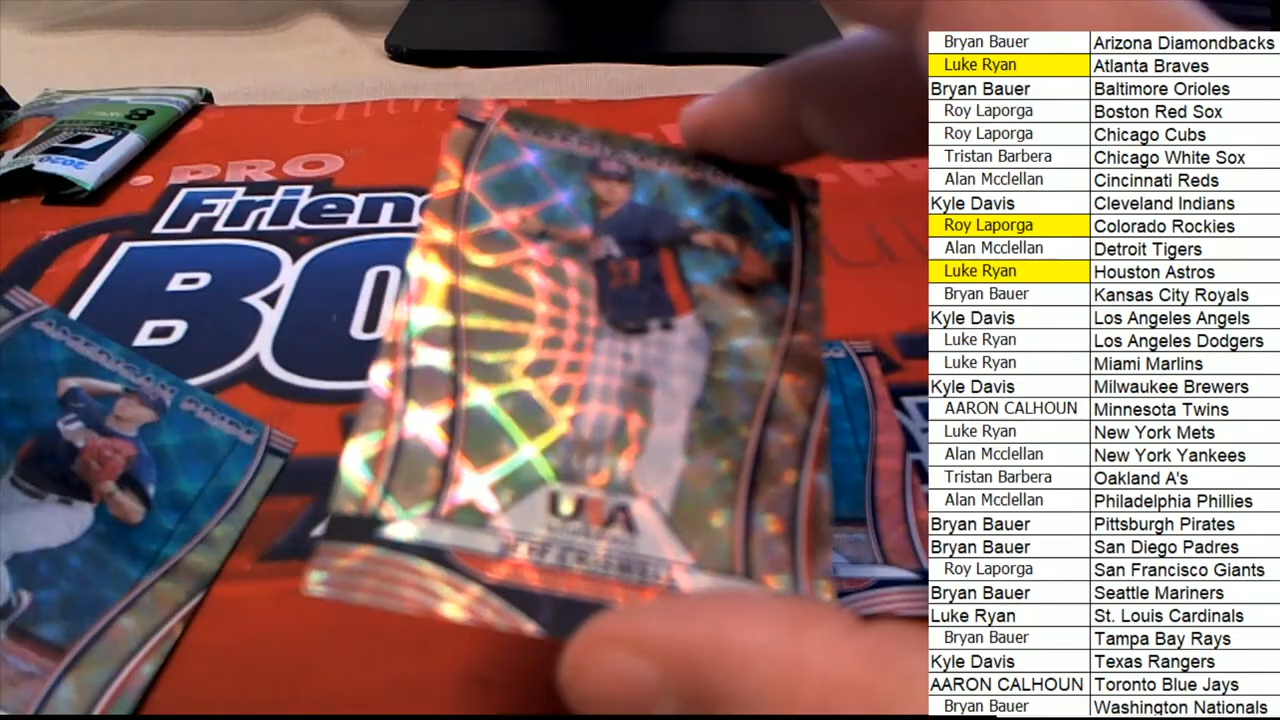 Bryan Bauer Arizona Diamondbacks
Luke Ryan Atlanta Braves
Bryan Bauer Baltimore Orioles
Roy Laporga Boston Red Sox
Roy Laporga Chicago Cubs
Tristan Barbera Chicago White Sox
Alan Mcclellan Cincinnati Reds
Kyle Davis Cleveland Indians
Roy Laporga Colorado Rockies
Alan Mcclellan Detroit Tigers
Luke Ryan Houston Astros
Bryan Bauer Kansas City Royals
Kyle Davis Los Angeles Angels
Luke Ryan Los Angeles Dodgers
Luke Ryan Miami Marlins
Kyle Davis Milwaukee Brewers
AARON CALHOUN Minnesota Twins
Luke Ryan New York Mets
Alan Mcclellan New York Yankees
Tristan Barbera Oakland A's
Alan Mcclellan Philadelphia Phillies
Bryan Bauer Pittsburgh Pirates
Bryan Bauer San Diego Padres
Roy Laporga San Francisco Giants
Bryan Bauer Seattle Mariners
Luke Ryan St. Louis Cardinals
Bryan Bauer Tampa Bay Rays
Kyle Davis Texas Rangers
AARON CALHOUN Toronto Blue Jays
Bryan Bauer Washington Nationals
PRO
Frien
BO
AMERICAN PRIDE
USA
2020
8